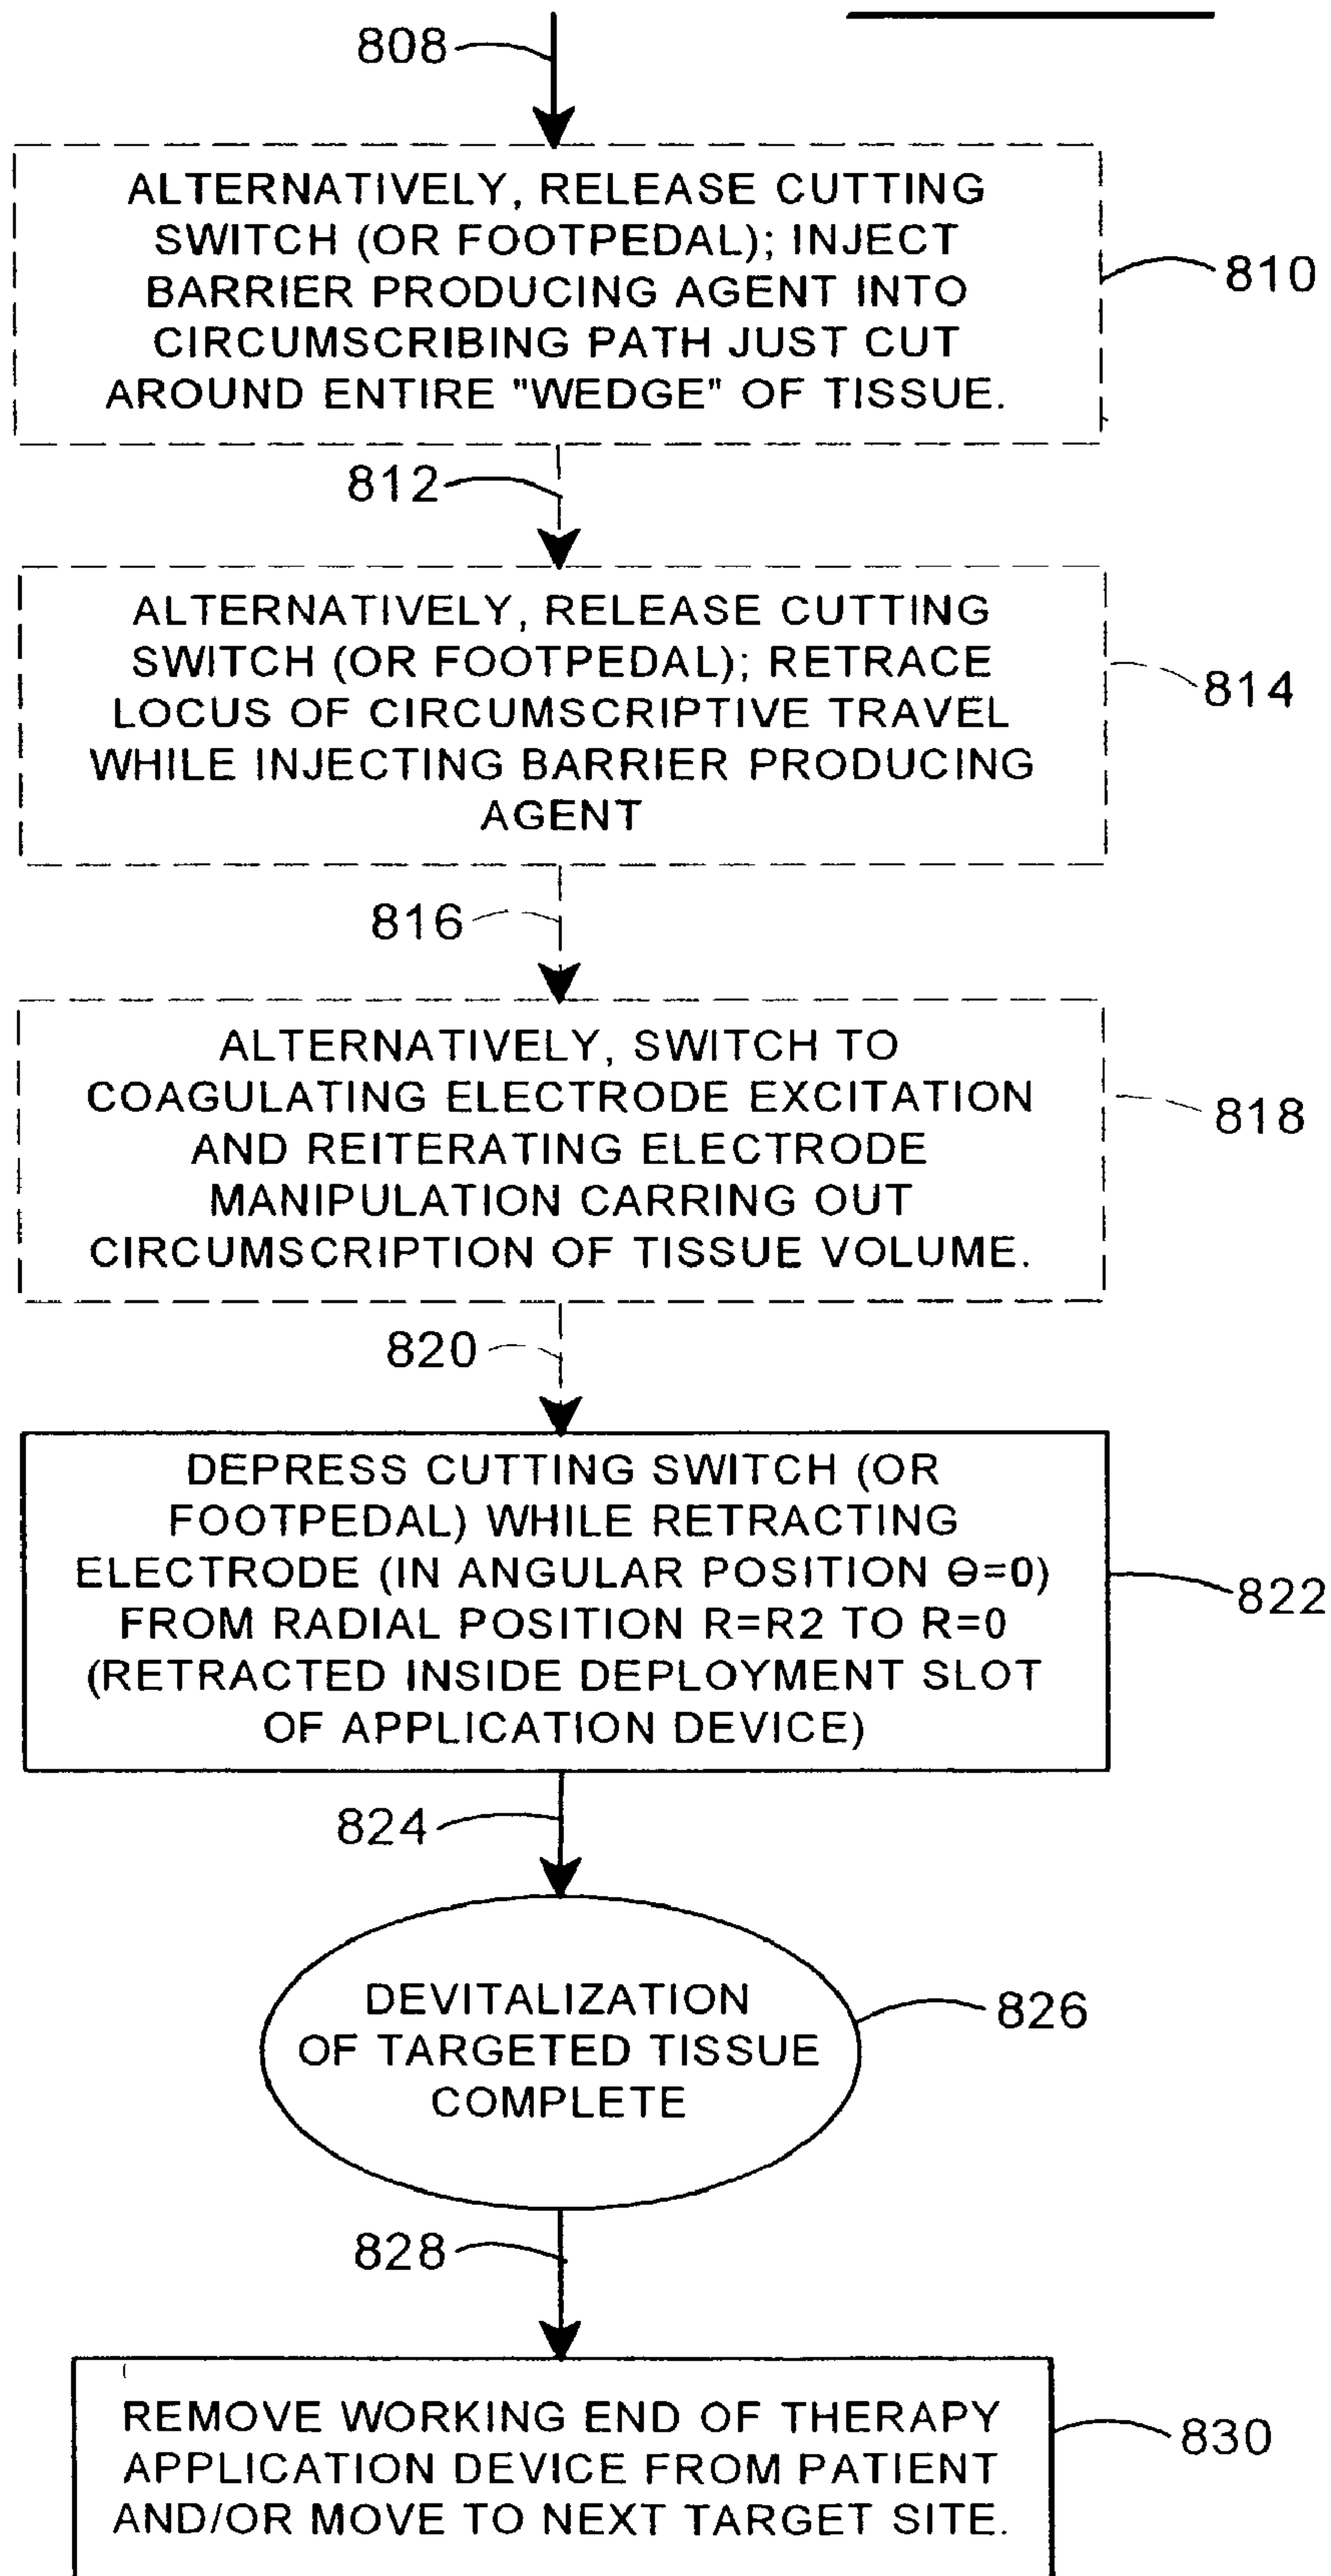 808
ALTERNATIVELY, RELEASE CUTTING
SWITCH (OR FOOTPEDAL); INJECT
BARRIER PRODUCING AGENT INTO
CIRCUMSCRIBING PATH JUST CUT
AROUND ENTIRE "WEDGE" OF TISSUE.
810
812
ALTERNATIVELY, RELEASE CUTTING
SWITCH (OR FOOTPEDAL); RETRACE
LOCUS OF CIRCUMSCRIPTIVE TRAVEL
WHILE INJECTING BARRIER PRODUCING
AGENT
814
816
ALTERNATIVELY, SWITCH TO
COAGULATING ELECTRODE EXCITATION
AND REITERATING ELECTRODE
MANIPULATION CARRING OUT
CIRCUMSCRIPTION OF TISSUE VOLUME.
818
820
DEPRESS CUTTING SWITCH (OR
FOOTPEDAL) WHILE RETRACTING
ELECTRODE (IN ANGULAR POSITION Θ=0)
FROM RADIAL POSITION R=R2 TO R=0
(RETRACTED INSIDE DEPLOYMENT SLOT
OF APPLICATION DEVICE)
822
824
DEVITALIZATION
OF TARGETED TISSUE
COMPLETE
826
828
REMOVE WORKING END OF THERAPY
APPLICATION DEVICE FROM PATIENT
AND/OR MOVE TO NEXT TARGET SITE.
830